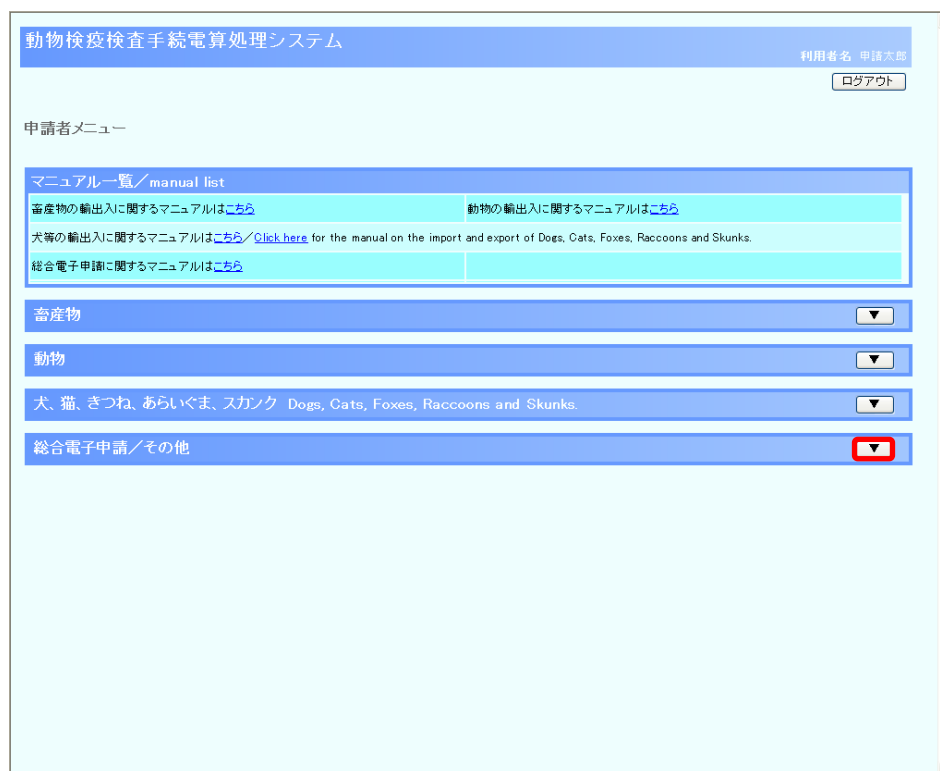 動物検疫検査手続電算処理システム
利用者名 申請太郎
ログアウト
申請者メニュー
マニュアル一覧／manual list
畜産物の輸出入に関するマニュアルはこちら
動物の輸出入に関するマニュアルはこちら
犬等の輸出入に関するマニュアルはこちら／Click here for the manual on the import and export of Dogs, Cats, Foxes, Raccoons and Skunks.
総合電子申請に関するマニュアルはこちら
畜産物 ▼
動物 ▼
犬、猫、きつね、あらいぐま、スカンク Dogs, Cats, Foxes, Raccoons and Skunks. ▼
総合電子申請／その他 ▼